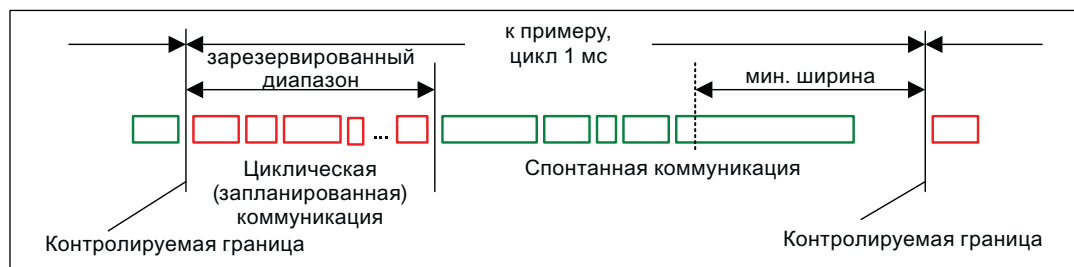 к примеру,
цикл 1 мс
зарезервированный
диапазон
мин. ширина
...
Циклическая
(запланированная)
коммуникация
Спонтанная коммуникация
Контролируемая граница
Контролируемая граница